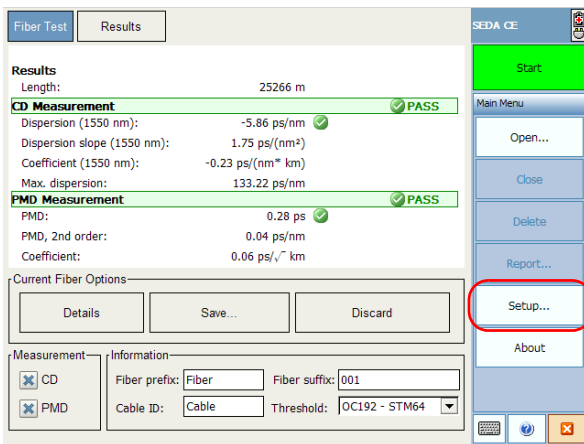 Fiber Test
Results
SEDA CE
Results
Length: 25266 m
CD Measurement PASS
Dispersion (1550 nm): -5.86 ps/nm
Dispersion slope (1550 nm): 1.75 ps/(nm²)
Coefficient (1550 nm): -0.23 ps/(nm* km)
Max. dispersion: 133.22 ps/nm
PMD Measurement PASS
PMD: 0.28 ps
PMD, 2nd order: 0.04 ps/nm
Coefficient: 0.06 ps/√ km
Current Fiber Options
Details
Save...
Discard
Measurement
CD
PMD
Information
Fiber prefix: Fiber
Fiber suffix: 001
Cable ID: Cable
Threshold: OC192 - STM64
Start
Main Menu
Open...
Close
Delete
Report...
Setup...
About